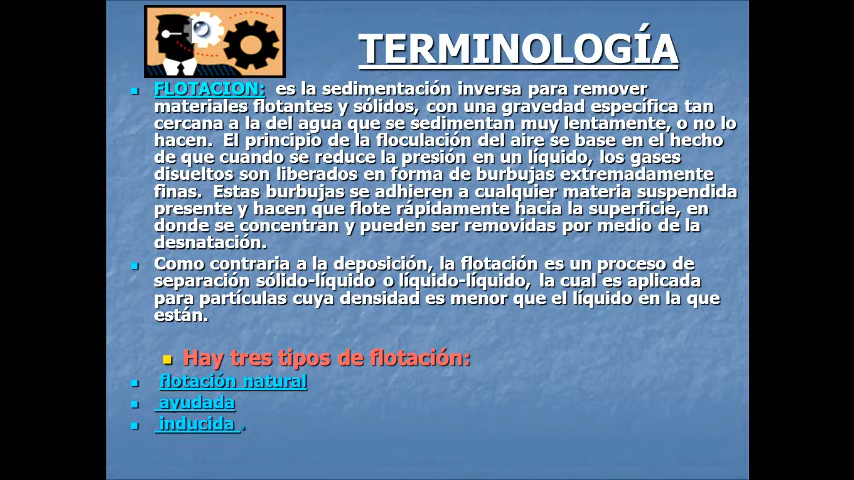 TERMINOLOGÍA
FLOTACION: es la sedimentación inversa para remover
materiales flotantes y sólidos, con una gravedad específica tan
cercana a la del agua que se sedimentan muy lentamente, o no lo
hacen. El principio de la floculación del aire se base en el hecho
de que cuando se reduce la presión en un líquido, los gases
disueltos son liberados en forma de burbujas extremadamente
finas. Estas burbujas se adhieren a cualquier materia suspendida
presente y hacen que flote rápidamente hacia la superficie, en
donde se concentran y pueden ser removidas por medio de la
desnatación.
Como contraria a la deposición, la flotación es un proceso de
separación sólido-líquido o líquido-líquido, la cual es aplicada
para partículas cuya densidad es menor que el líquido en la que
están.
Hay tres tipos de flotación:
flotación natural
ayudada
inducida .